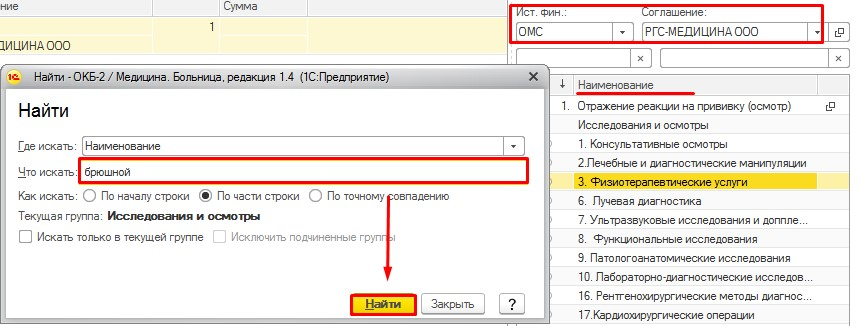 ние
Сумма
1
ДИЦИНА ООО
Ист. фин.: Соглашение:
ОМС РГС-МЕДИЦИНА ООО
Найти - ОКБ-2 / Медицина. Больница, редакция 1.4 (1С:Предприятие)
Найти
Где искать: Наименование
Что искать: брюшной
Как искать: По началу строки По части строки По точному совпадению
Текущая группа: Исследования и осмотры
Искать только в текущей группе Исключить подчиненные группы
Найти Закрыть ?
Наименование
1. Отражение реакции на прививку (осмотр)
Исследования и осмотры
1. Консультативные осмотры
2.Лечебные и диагностические манипуляции
3. Физиотерапевтические услуги
6. Лучевая диагностика
7. Ультразвуковые исследования и доппле...
8. Функциональные исследования
9. Патологоанатомические исследования
10. Лабораторно-диагностические исследов...
16. Рентгенохирургические методы диагнос...
17.Кардиохирургические операции